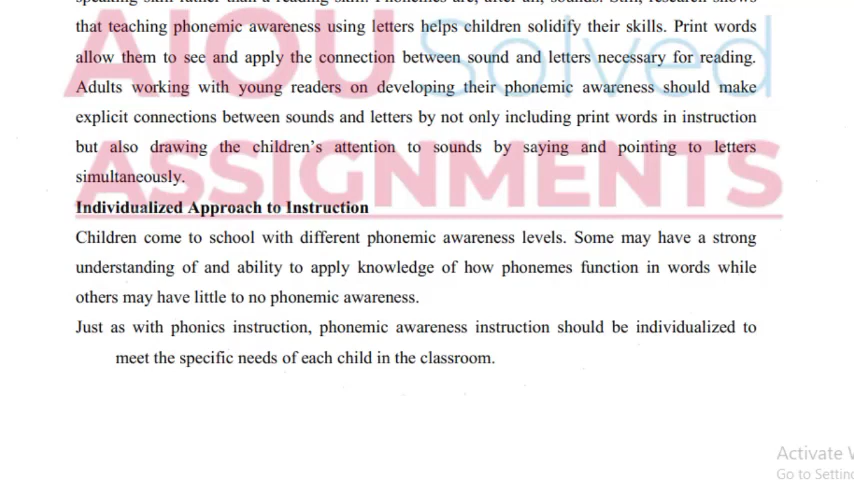 that teaching phonemic awareness using letters helps children solidify their skills. Print words
allow them to see and apply the connection between sound and letters necessary for reading.
Adults working with young readers on developing their phonemic awareness should make
explicit connections between sounds and letters by not only including print words in instruction
but also drawing the children's attention to sounds by saying and pointing to letters
simultaneously.
Individualized Approach to Instruction
Children come to school with different phonemic awareness levels. Some may have a strong
understanding of and ability to apply knowledge of how phonemes function in words while
others may have little to no phonemic awareness.
Just as with phonics instruction, phonemic awareness instruction should be individualized to
meet the specific needs of each child in the classroom.
AIOU Solved
ASSIGNMENTS
Activate
Go to Settin